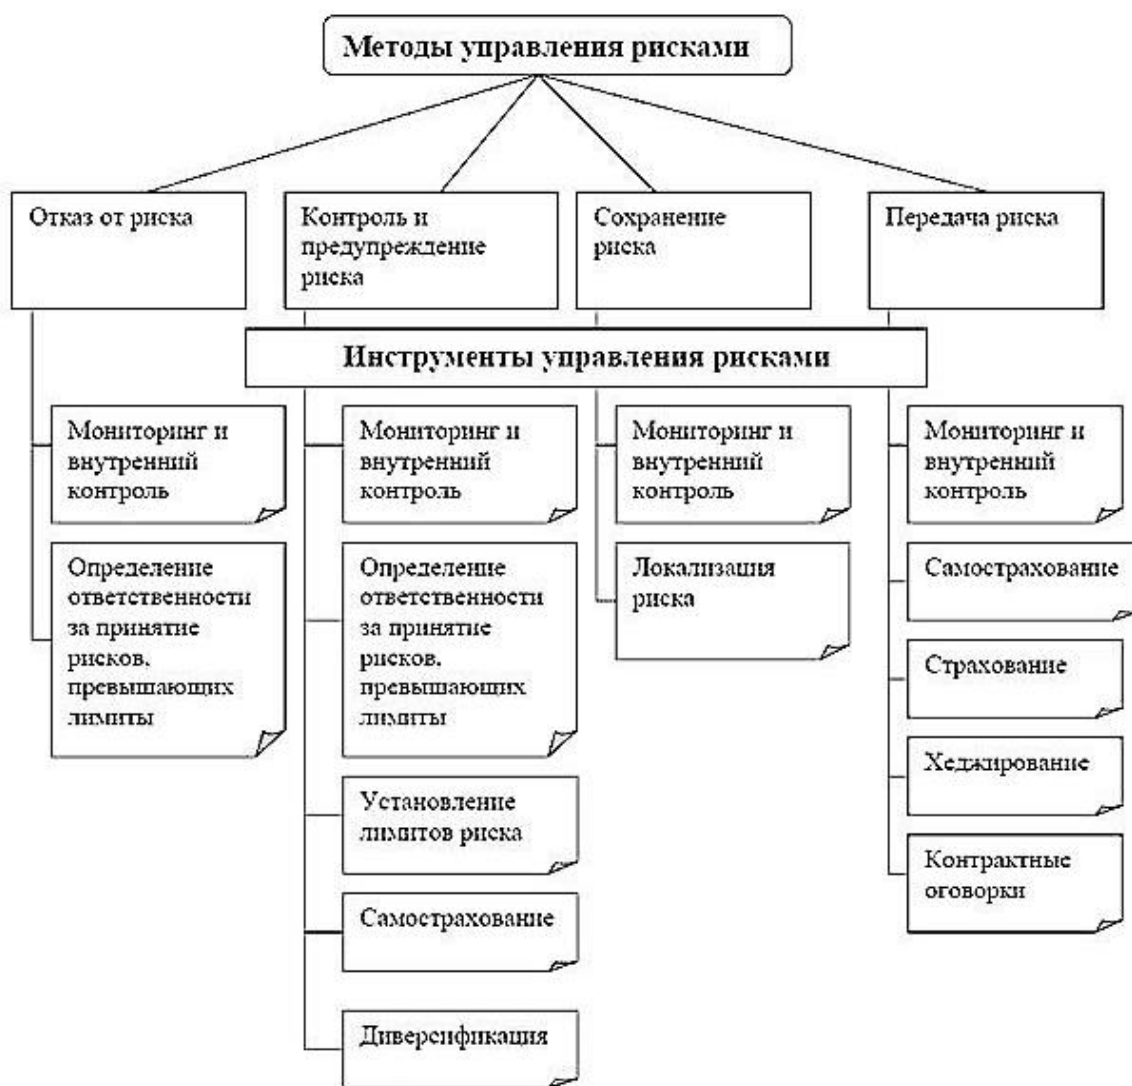 Методы управления рисками
Отказ от риска
Контроль и
предупреждение
риска
Сохранение
риска
Передача риска
Инструменты управления рисками
Мониторинг и
внутренний
контроль
Определение
ответственности
за принятие
рисков,
превышающих
лимиты
Мониторинг и
внутренний
контроль
Определение
ответственности
за принятие
рисков,
превышающих
лимиты
Установление
лимитов риска
Самострахование
Диверсификация
Мониторинг и
внутренний
контроль
Локализация
риска
Мониторинг и
внутренний
контроль
Самострахование
Страхование
Хеджирование
Контрактные
оговорки